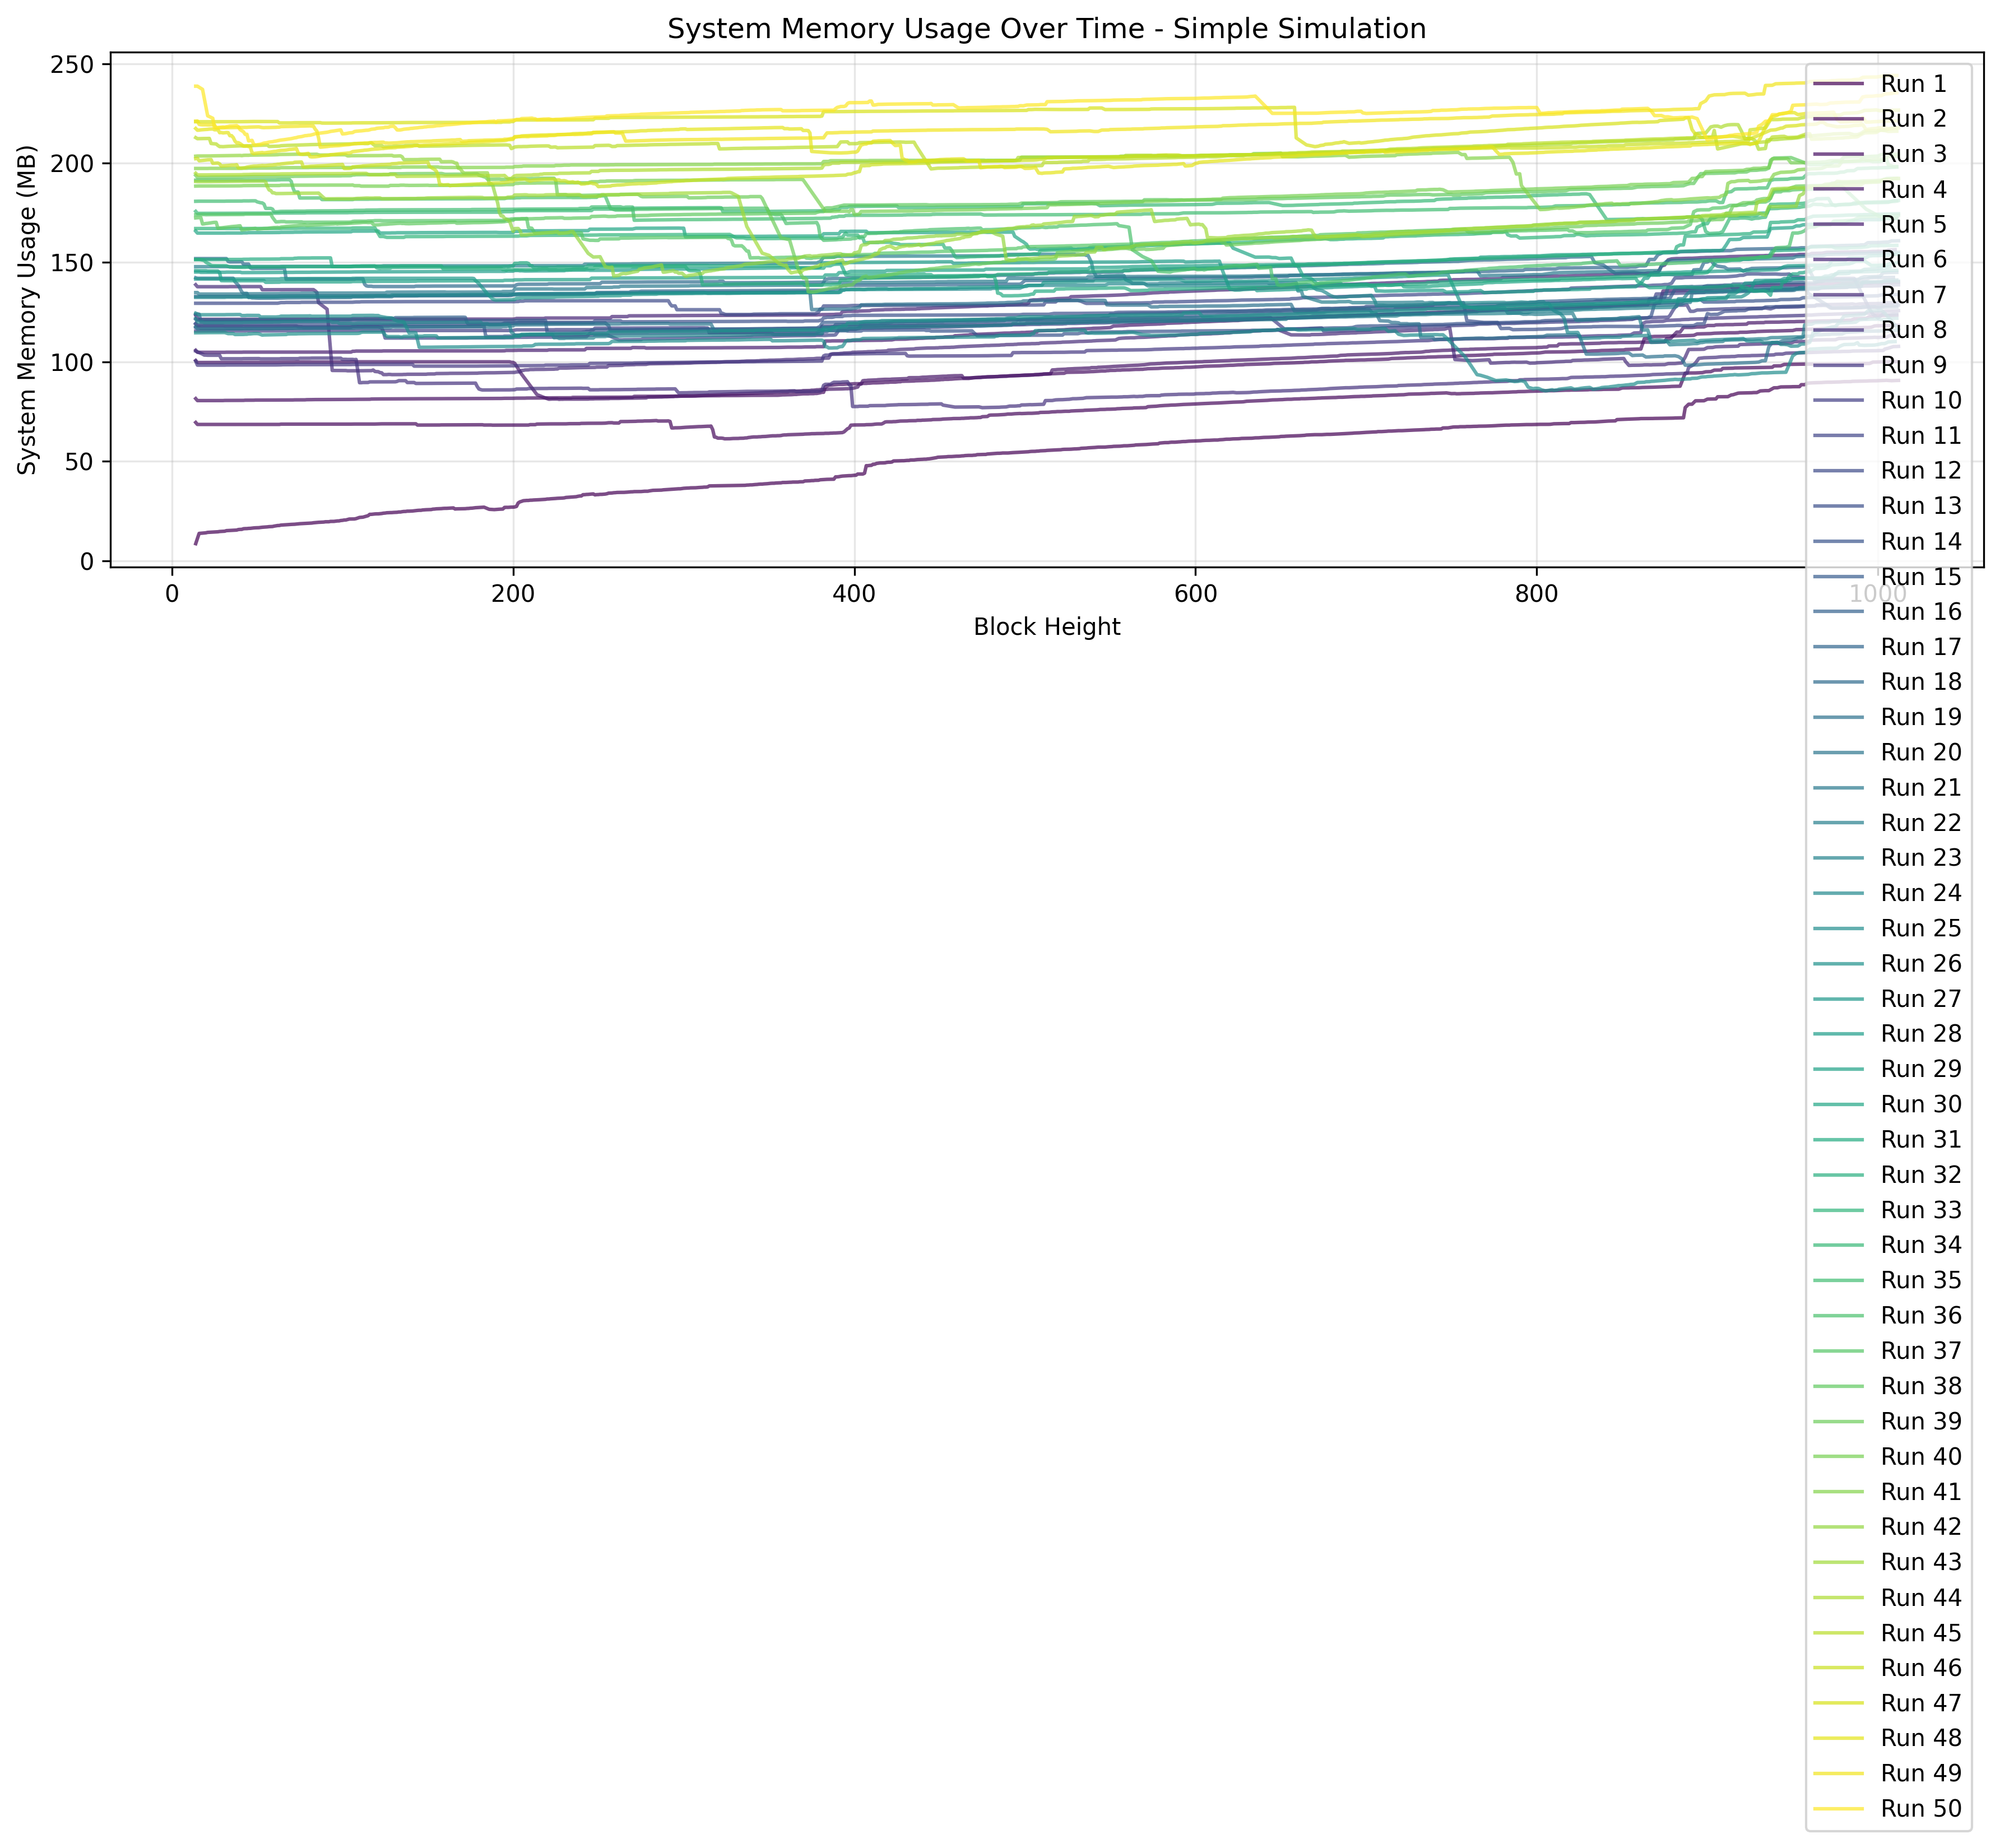 System Memory Usage Over Time - Simple Simulation
System Memory Usage (MB)
250
200
150
100
50
0
0
200
400
600
800
1000
Block Height
Run 1
Run 2
Run 3
Run 4
Run 5
Run 6
Run 7
Run 8
Run 9
Run 10
Run 11
Run 12
Run 13
Run 14
Run 15
Run 16
Run 17
Run 18
Run 19
Run 20
Run 21
Run 22
Run 23
Run 24
Run 25
Run 26
Run 27
Run 28
Run 29
Run 30
Run 31
Run 32
Run 33
Run 34
Run 35
Run 36
Run 37
Run 38
Run 39
Run 40
Run 41
Run 42
Run 43
Run 44
Run 45
Run 46
Run 47
Run 48
Run 49
Run 50